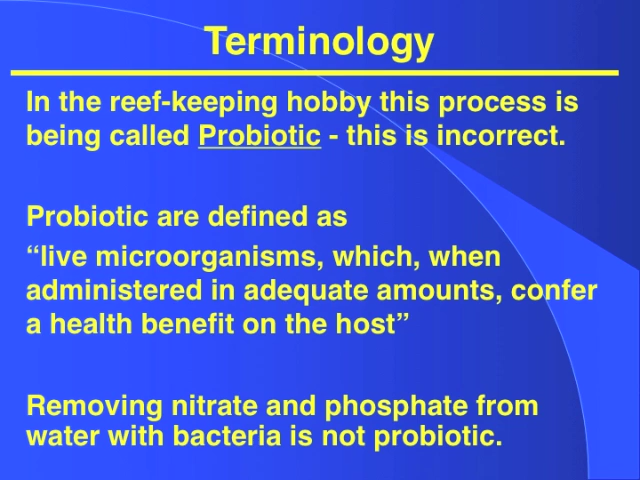 Terminology
In the reef-keeping hobby this process is
being called Probiotic - this is incorrect.
Probiotic are defined as
“live microorganisms, which, when
administered in adequate amounts, confer
a health benefit on the host”
Removing nitrate and phosphate from
water with bacteria is not probiotic.